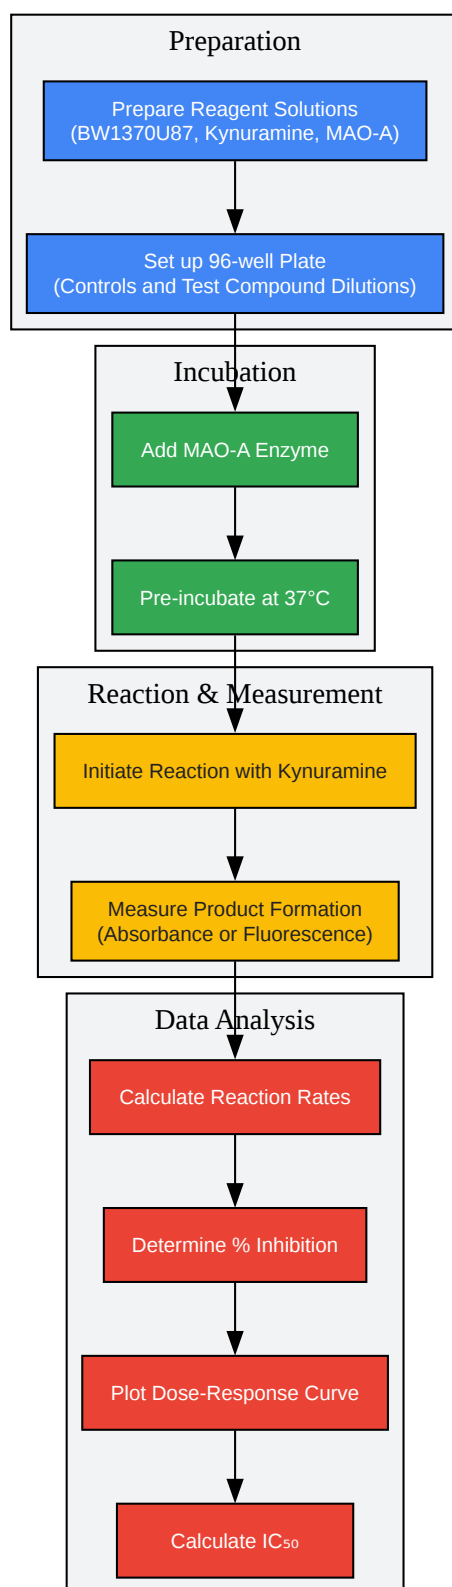 Preparation
Prepare Reagent Solutions
(BW1370U87, Kynuramine, MAO-A)
Set up 96-well Plate
(Controls and Test Compound Dilutions)
Incubation
Add MAO-A Enzyme
Pre-incubate at 37°C
Reaction & Measurement
Initiate Reaction with Kynuramine
Measure Product Formation
(Absorbance or Fluorescence)
Data Analysis
Calculate Reaction Rates
Determine % Inhibition
Plot Dose-Response Curve
Calculate IC₅₀